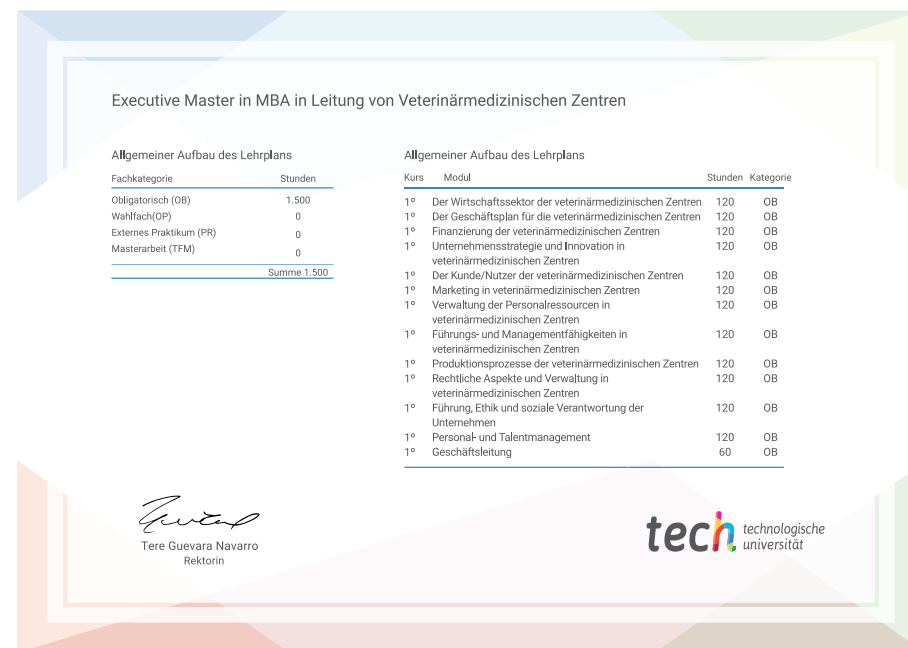 Executive Master in MBA in Leitung von Veterinärmedizinischen Zentren
Allgemeiner Aufbau des Lehrplans
Fachkategorie Stunden
Obligatorisch (OB) 1.500
Wahlfach(OP) 0
Externes Praktikum (PR) 0
Masterarbeit (TFM) 0
Summe 1.500
Allgemeiner Aufbau des Lehrplans
Kurs Modul Stunden Kategorie
1º Der Wirtschaftssektor der veterinärmedizinischen Zentren 120 OB
1º Der Geschäftsplan für die veterinärmedizinischen Zentren 120 OB
1º Finanzierung der veterinärmedizinischen Zentren 120 OB
1º Unternehmensstrategie und Innovation in 120 OB
veterinärmedizinischen Zentren
1º Der Kunde/Nutzer der veterinärmedizinischen Zentren 120 OB
1º Marketing in veterinärmedizinischen Zentren 120 OB
1º Verwaltung der Personalressourcen in 120 OB
veterinärmedizinischen Zentren
1º Führungs- und Managementfähigkeiten in 120 OB
veterinärmedizinischen Zentren
1º Produktionsprozesse der veterinärmedizinischen Zentren 120 OB
1º Rechtliche Aspekte und Verwaltung in 120 OB
veterinärmedizinischen Zentren
1º Führung, Ethik und soziale Verantwortung der 120 OB
Unternehmen
1º Personal- und Talentmanagement 120 OB
1º Geschäftsleitung 60 OB
Tere Guevara Navarro
Rektorin
tech technologische
universität